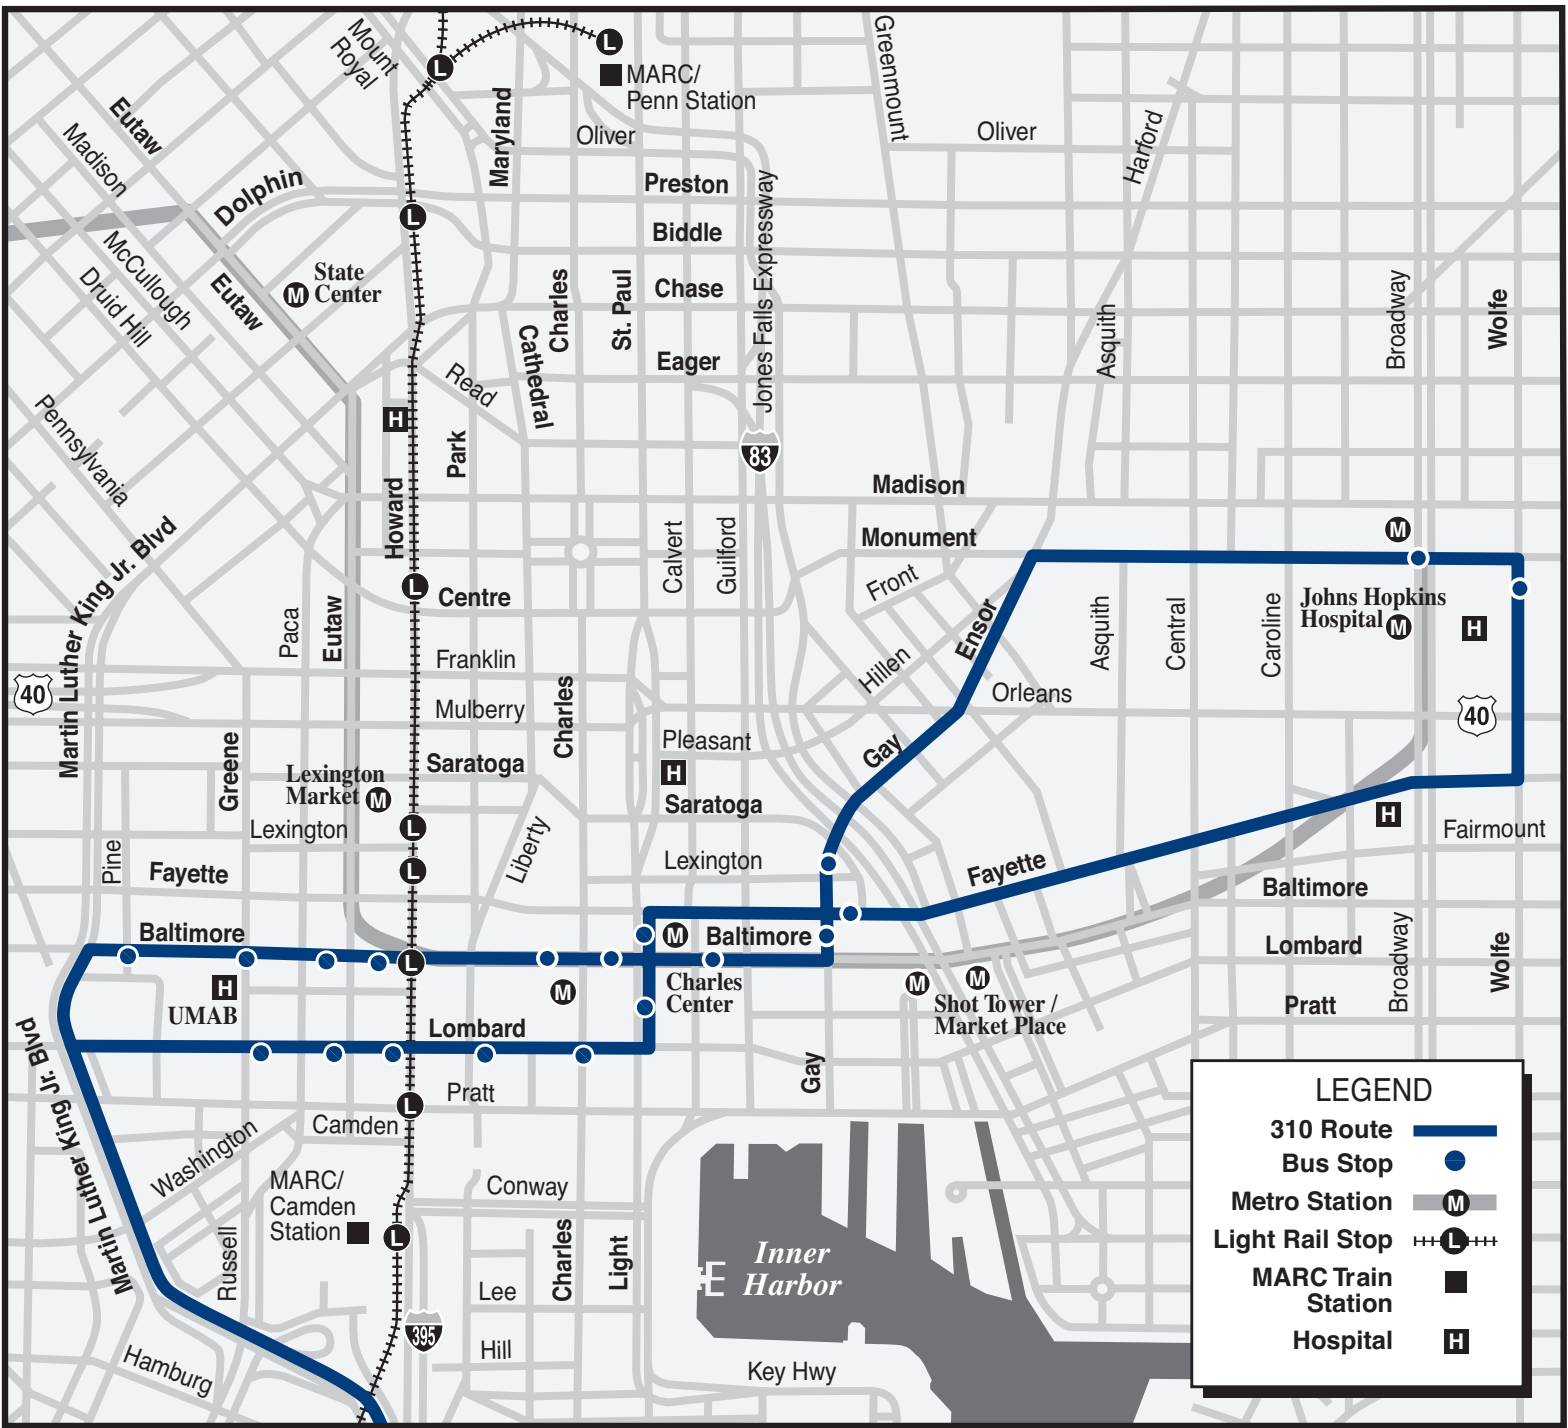 Mount
Royal
L
L
MARC/
Penn Station
Greenmount
Eutaw
Madison
Maryland
Oliver
Oliver
Harford
Dolphin
Preston
L
Biddle
Jones Falls Expressway
McCullough
Druid Hill
Eutaw
State
Center
M
Charles
St. Paul
Chase
Asquith
Broadway
Wolfe
Cathedral
Eager
Read
Pennsylvania
H
Park
83
Howard
Madison
Monument
M
Martin Luther King Jr. Blvd
Calvert
Guilford
Front
L
Centre
Paca
Eutaw
Ensor
Asquith
Central
Caroline
Johns Hopkins
Hospital
M
H
Franklin
Hillen
Orleans
40
40
Mulberry
Charles
Pleasant
Gay
Greene
Saratoga
H
Lexington
Market
M
Saratoga
H
Lexington
L
Liberty
Fairmount
Pine
Fayette
L
Lexington
Fayette
Baltimore
Baltimore
M
Baltimore
Lombard
Broadway
Wolfe
L
H
UMAB
M
Charles
Center
M
M
Shot Tower /
Market Place
Pratt
Lombard
Gay
Martin Luther King Jr. Blvd
Pratt
L
Camden
Washington
MARC/
Camden
Station
L
Conway
Russell
Charles
Light
Inner
Harbor
Lee
395
Hill
Hamburg
Key Hwy
LEGEND
310 Route
Bus Stop
Metro Station
M
Light Rail Stop
L
MARC Train
Station
Hospital
H